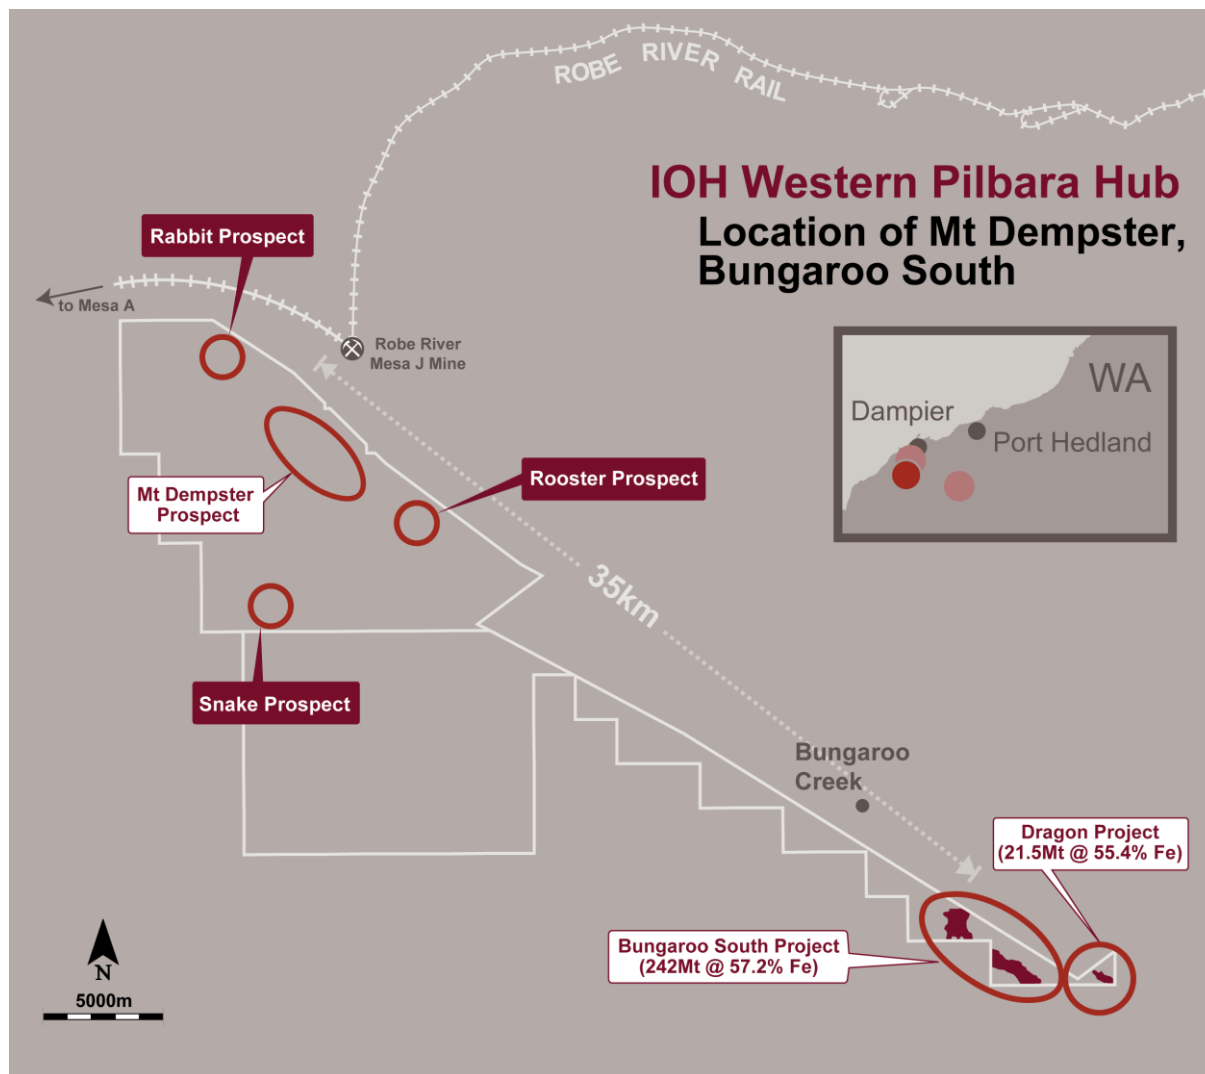 ROBE RIVER RAIL
IOH Western Pilbara Hub
Location of Mt Dempster,
Bungaroo South
Rabbit Prospect
to Mesa A
Robe River
Mesa J Mine
WA
Dampier
Port Hedland
Mt Dempster
Prospect
Rooster Prospect
35km
Snake Prospect
Bungaroo
Creek
Dragon Project
(21.5Mt @ 55.4% Fe)
Bungaroo South Project
(242Mt @ 57.2% Fe)
N
5000m